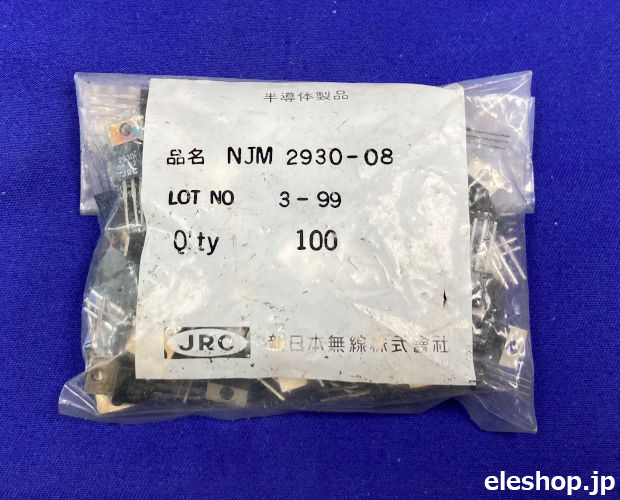 半導体製品
品名 NJM 2930-08
LOT NO 3-99
Q'ty 100
JRC 新日本無線株式會社
eleshop.jp